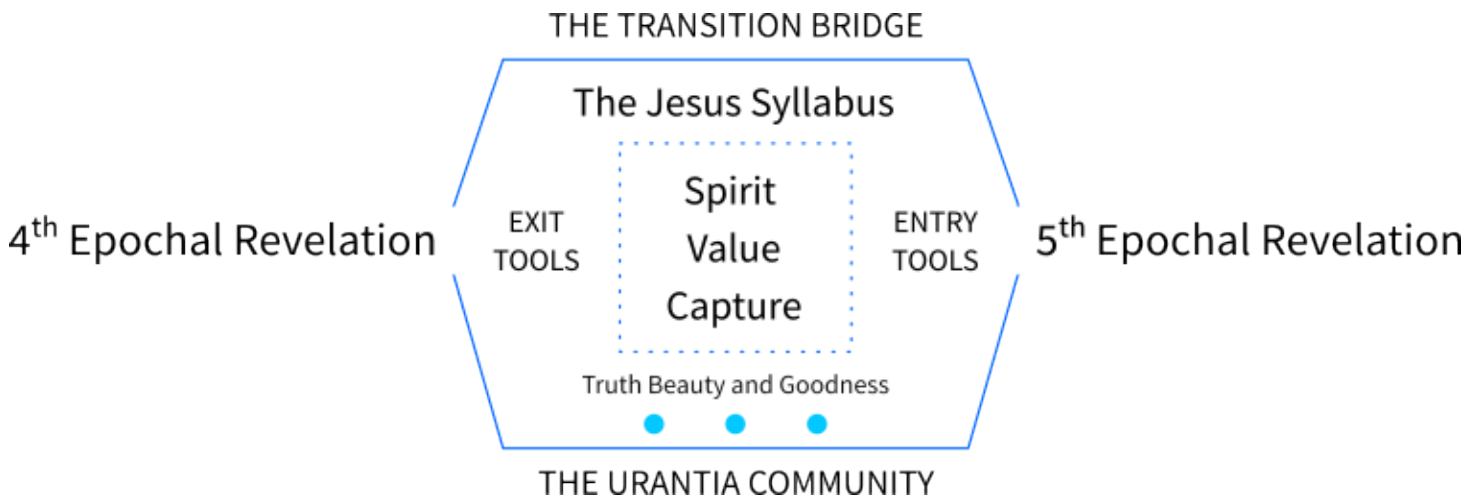 THE TRANSITION BRIDGE
The Jesus Syllabus
4th Epochal Revelation
EXIT
TOOLS
Spirit
Value
Capture
ENTRY
TOOLS
5th Epochal Revelation
Truth Beauty and Goodness
THE URANTIA COMMUNITY